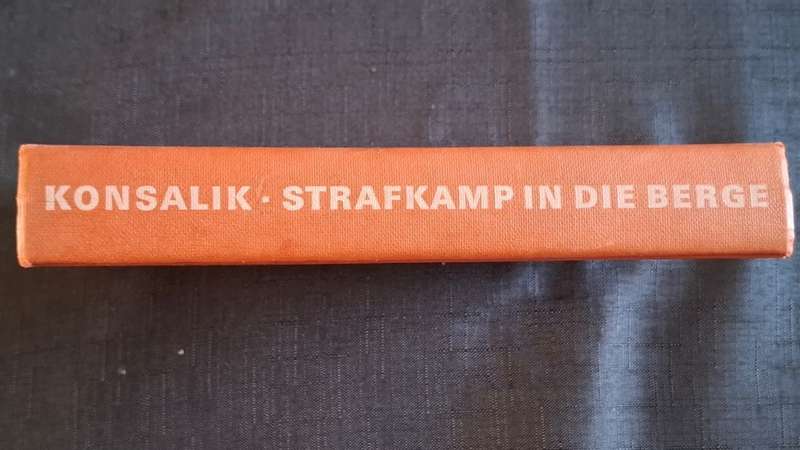 KONSALIK · STRAFKAMP IN DIE BERGE